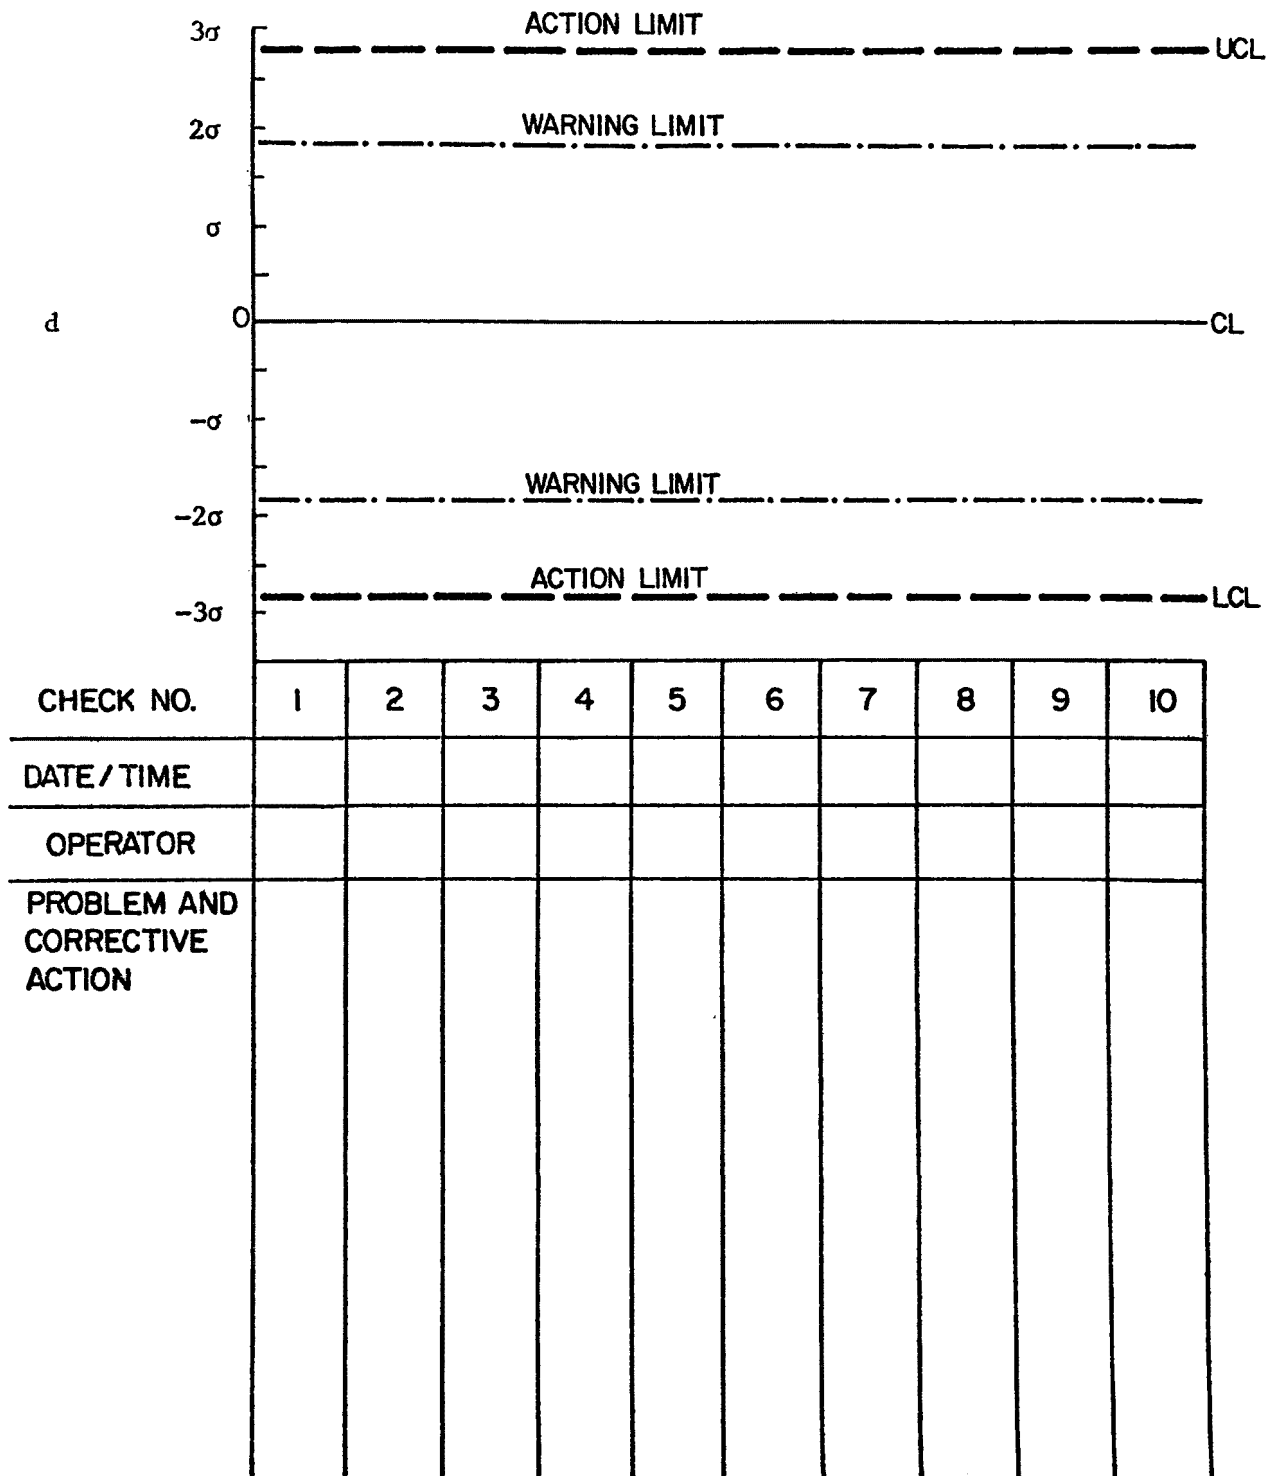 3σ
ACTION LIMIT
UCL
2σ
WARNING LIMIT
σ
d
0
CL
-σ
WARNING LIMIT
-2σ
ACTION LIMIT
-3σ
LCL
CHECK NO. 1 2 3 4 5 6 7 8 9 10
DATE/TIME
OPERATOR
PROBLEM AND
CORRECTIVE
ACTION